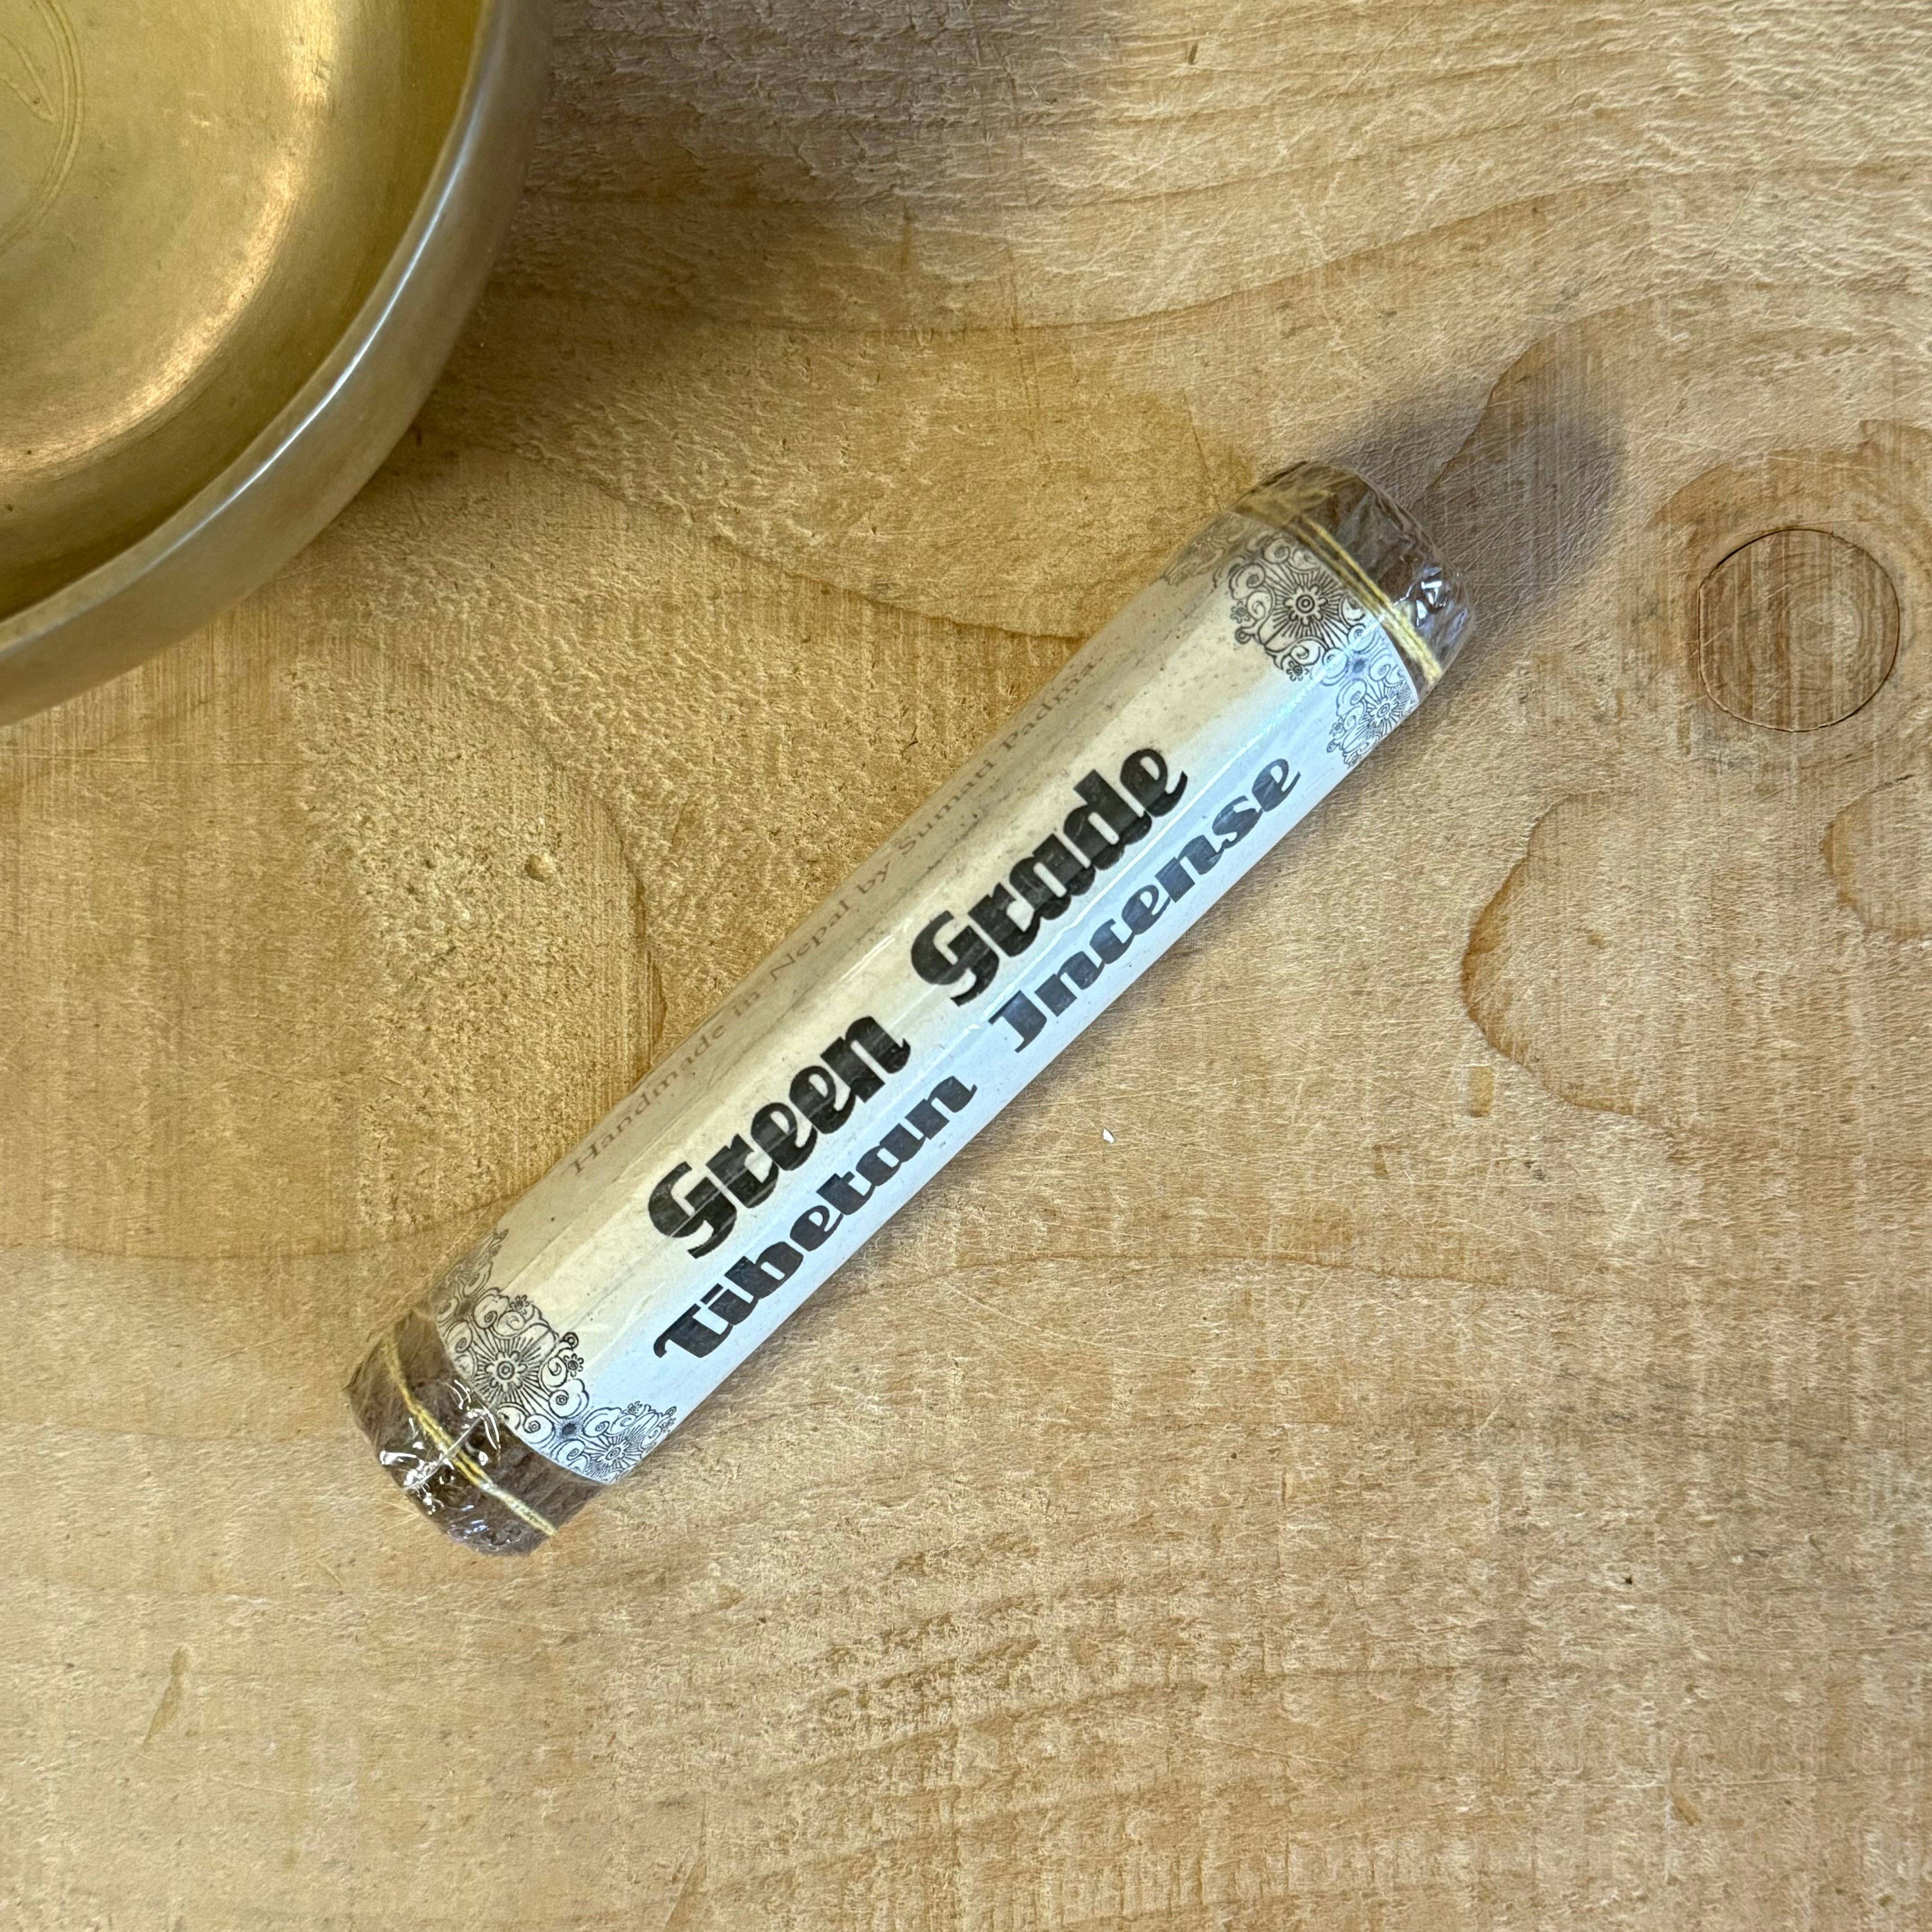 Handmade in Nepal by Sumati Padma
Green Grade
Tibetan Incense